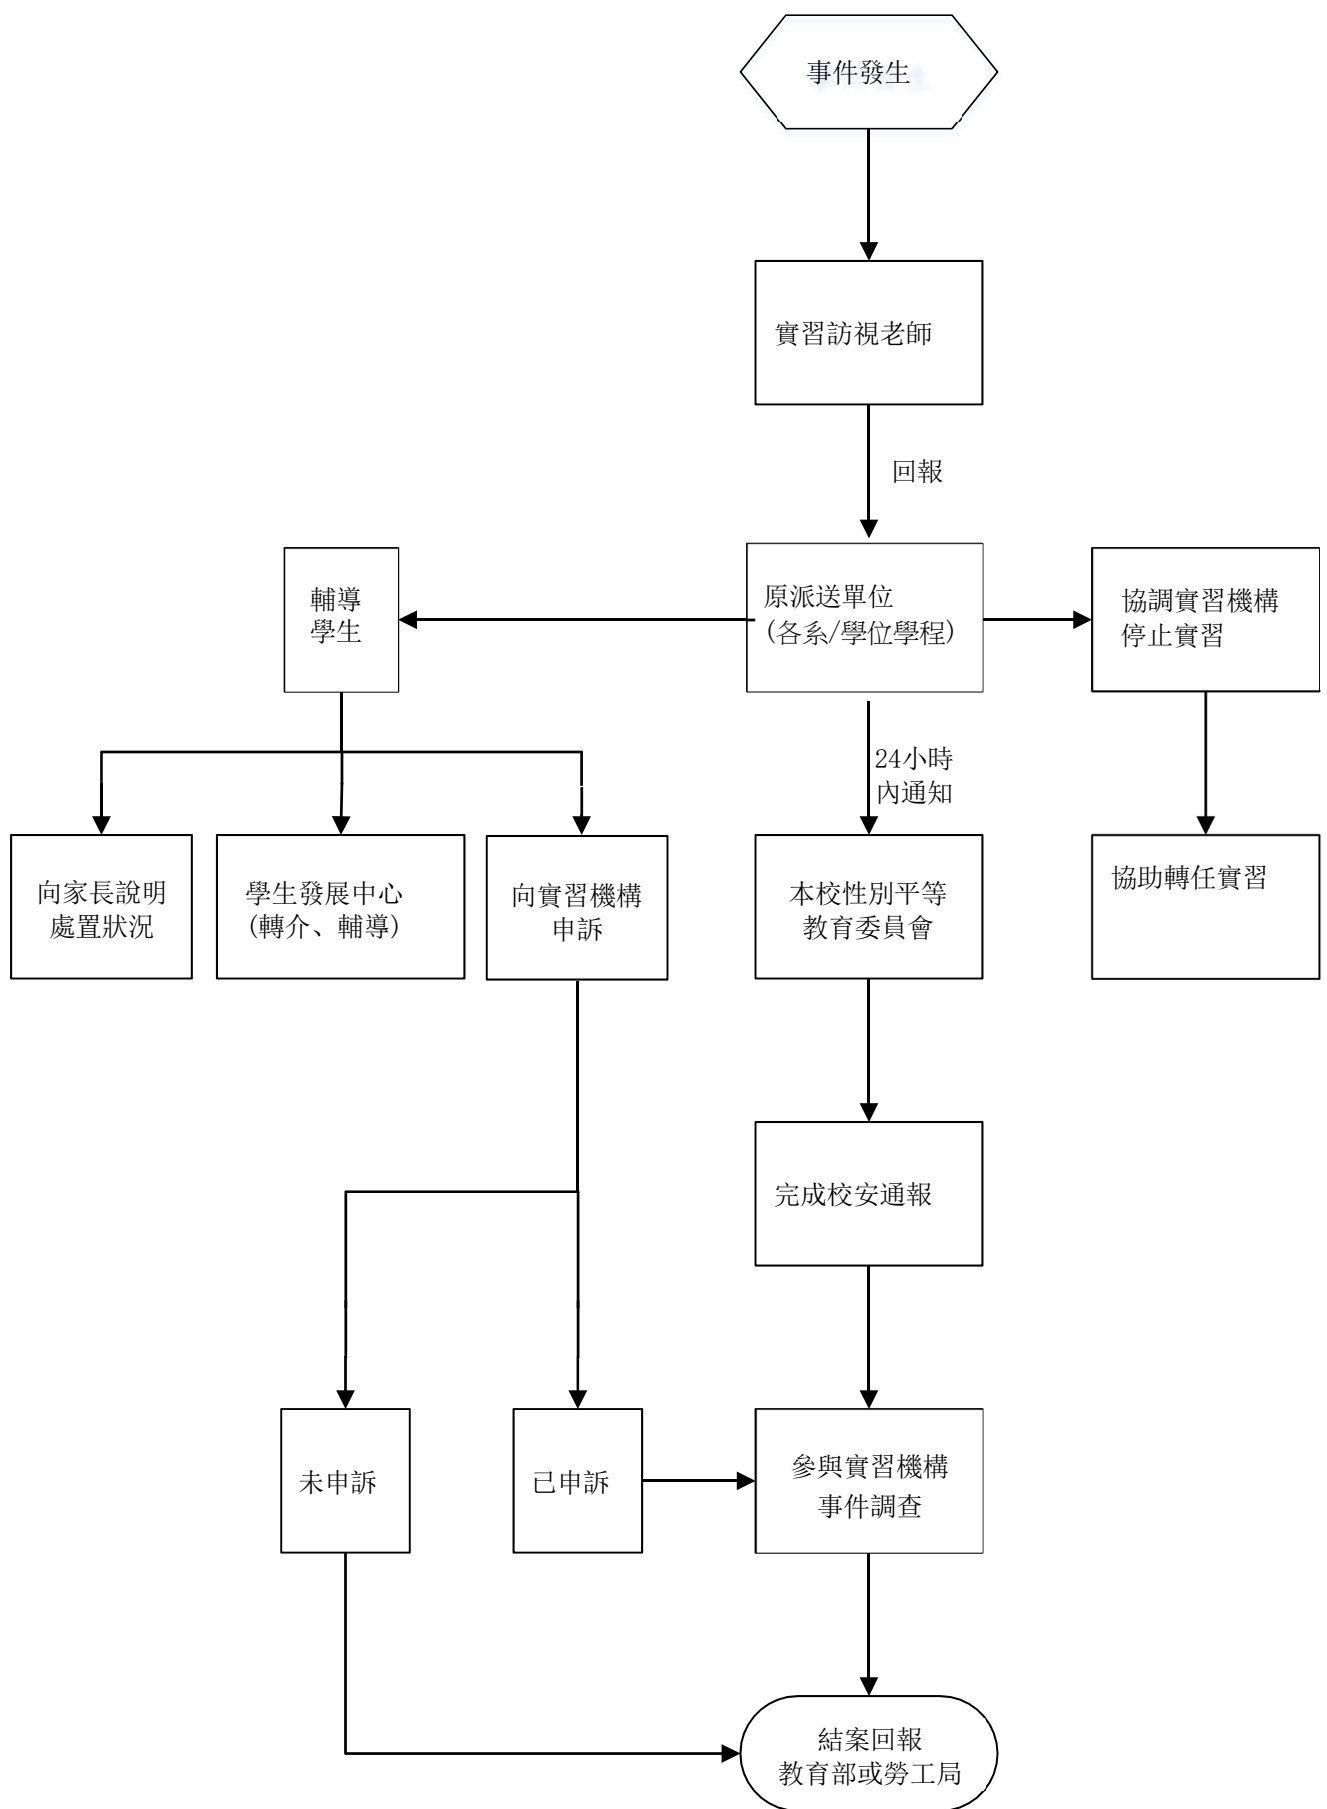 事件發生
實習訪視老師
回報
輔導
學生
原派送單位
(各系/學位學程)
協調實習機構
停止實習
24小時
內通知
向家長說明
處置狀況
學生發展中心
(轉介、輔導)
向實習機構
申訴
本校性別平等
教育委員會
協助轉任實習
完成校安通報
未申訴
已申訴
參與實習機構
事件調查
結案回報
教育部或勞工局